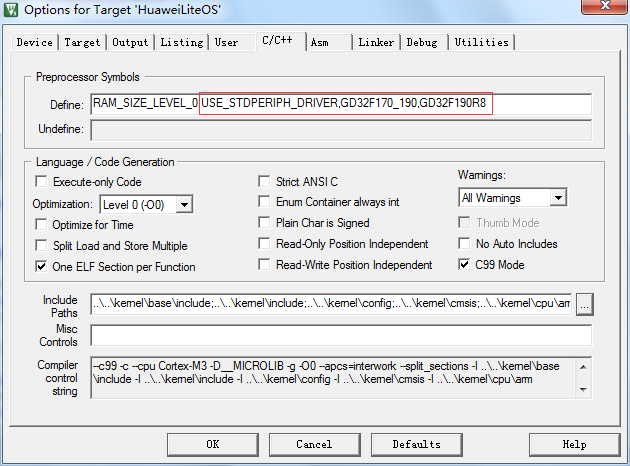 Options for Target 'HuaweiLiteOS'
Device Target Output Listing User C/C++ Asm Linker Debug Utilities
Preprocessor Symbols
Define: RAM_SIZE_LEVEL_0 USE_STDPERIPH_DRIVER,GD32F170_190,GD32F190R8
Undefine:
Language / Code Generation
Execute-only Code
Optimization: Level 0 (-O0)
Optimize for Time
Split Load and Store Multiple
One ELF Section per Function
Strict ANSI C
Enum Container always int
Plain Char is Signed
Read-Only Position Independent
Read-Write Position Independent
Warnings:
All Warnings
Thumb Mode
No Auto Includes
C99 Mode
Include Paths
..\..\kernel\base\include;..\..\kernel\include;..\..\kernel\config;..\..\kernel\cmsis;..\..\kernel\cpu\arm
...
Misc Controls
Compiler control string
--c99 -c --cpu Cortex-M3 -D__MICROLIB -g -O0 --apcs=interwork --split_sections -I ..\..\kernel\base
\include -I ..\..\kernel\include -I ..\..\kernel\config -I ..\..\kernel\cmsis -I ..\..\kernel\cpu\arm
OK Cancel Defaults Help